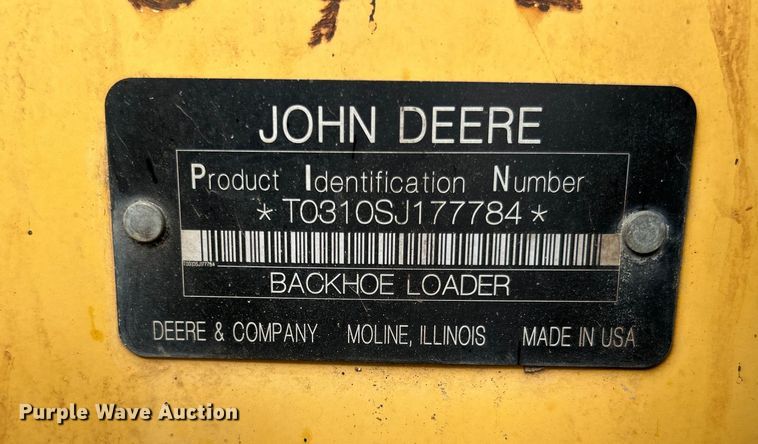 JOHN DEERE
Product Identification Number
*T0310SJ177784*
BACKHOE LOADER
DEERE & COMPANY MOLINE, ILLINOIS MADE IN USA
Purple Wave Auction